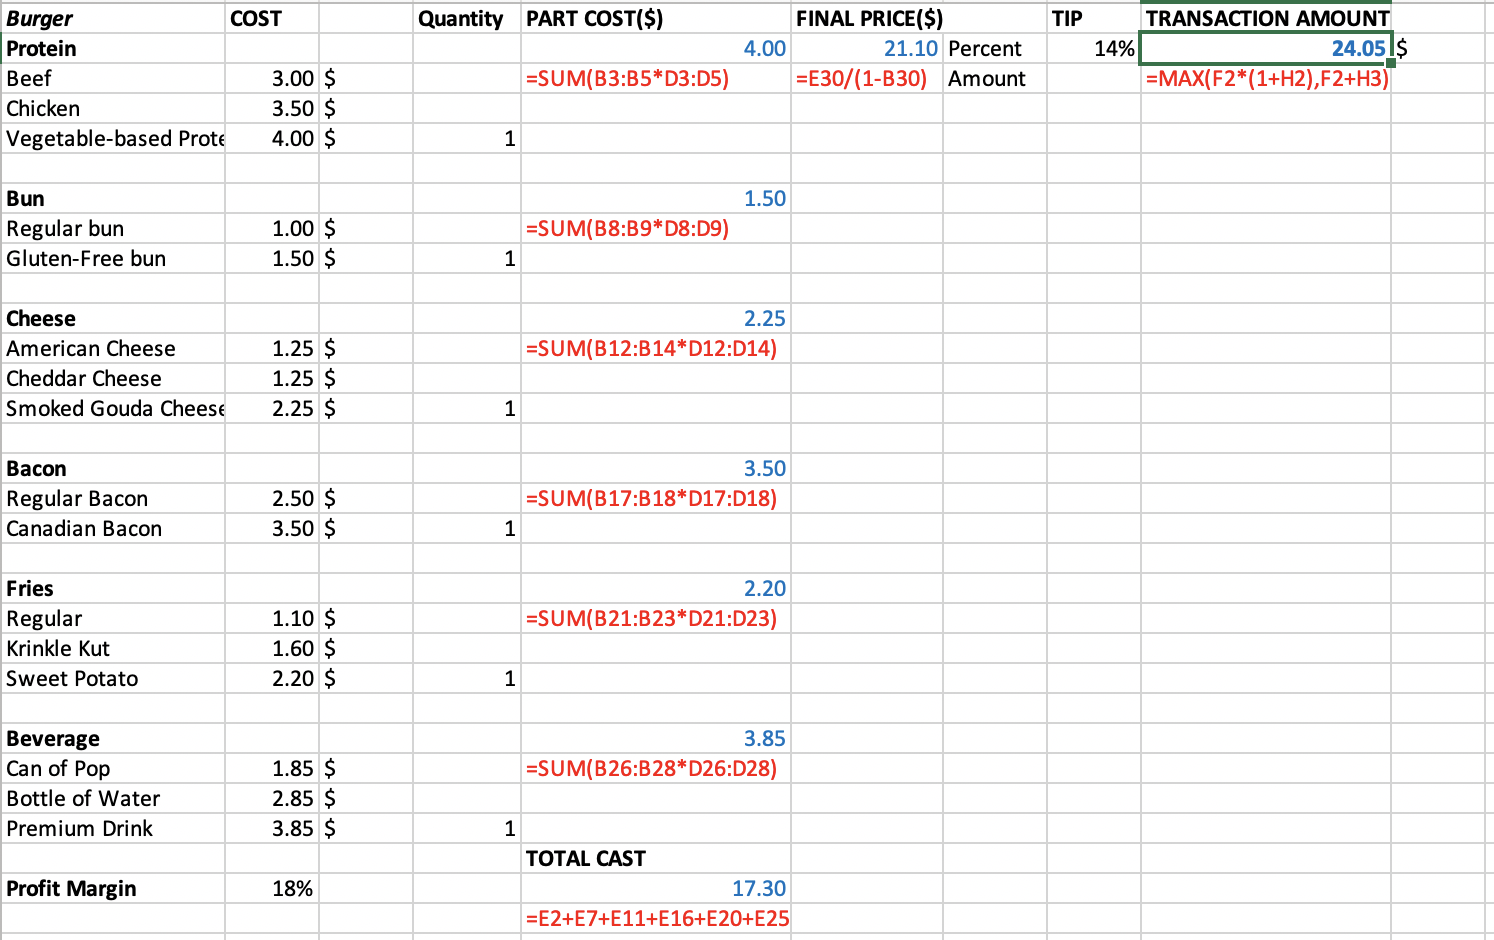 Burger COST Quantity PART COST($) FINAL PRICE($) TIP TRANSACTION AMOUNT
Protein 4.00 21.10 Percent 14% 24.05 $
Beef 3.00 $ =SUM(B3:B5*D3:D5) =E30/(1-B30) Amount =MAX(F2*(1+H2),F2+H3)
Chicken 3.50 $
Vegetable-based Prote 4.00 $ 1
Bun 1.50
Regular bun 1.00 $ =SUM(B8:B9*D8:D9)
Gluten-Free bun 1.50 $ 1
Cheese 2.25
American Cheese 1.25 $ =SUM(B12:B14*D12:D14)
Cheddar Cheese 1.25 $
Smoked Gouda Cheese 2.25 $ 1
Bacon 3.50
Regular Bacon 2.50 $ =SUM(B17:B18*D17:D18)
Canadian Bacon 3.50 $ 1
Fries 2.20
Regular 1.10 $ =SUM(B21:B23*D21:D23)
Krinkle Kut 1.60 $
Sweet Potato 2.20 $ 1
Beverage 3.85
Can of Pop 1.85 $ =SUM(B26:B28*D26:D28)
Bottle of Water 2.85 $
Premium Drink 3.85 $ 1
TOTAL CAST
Profit Margin 18% 17.30
=E2+E7+E11+E16+E20+E25